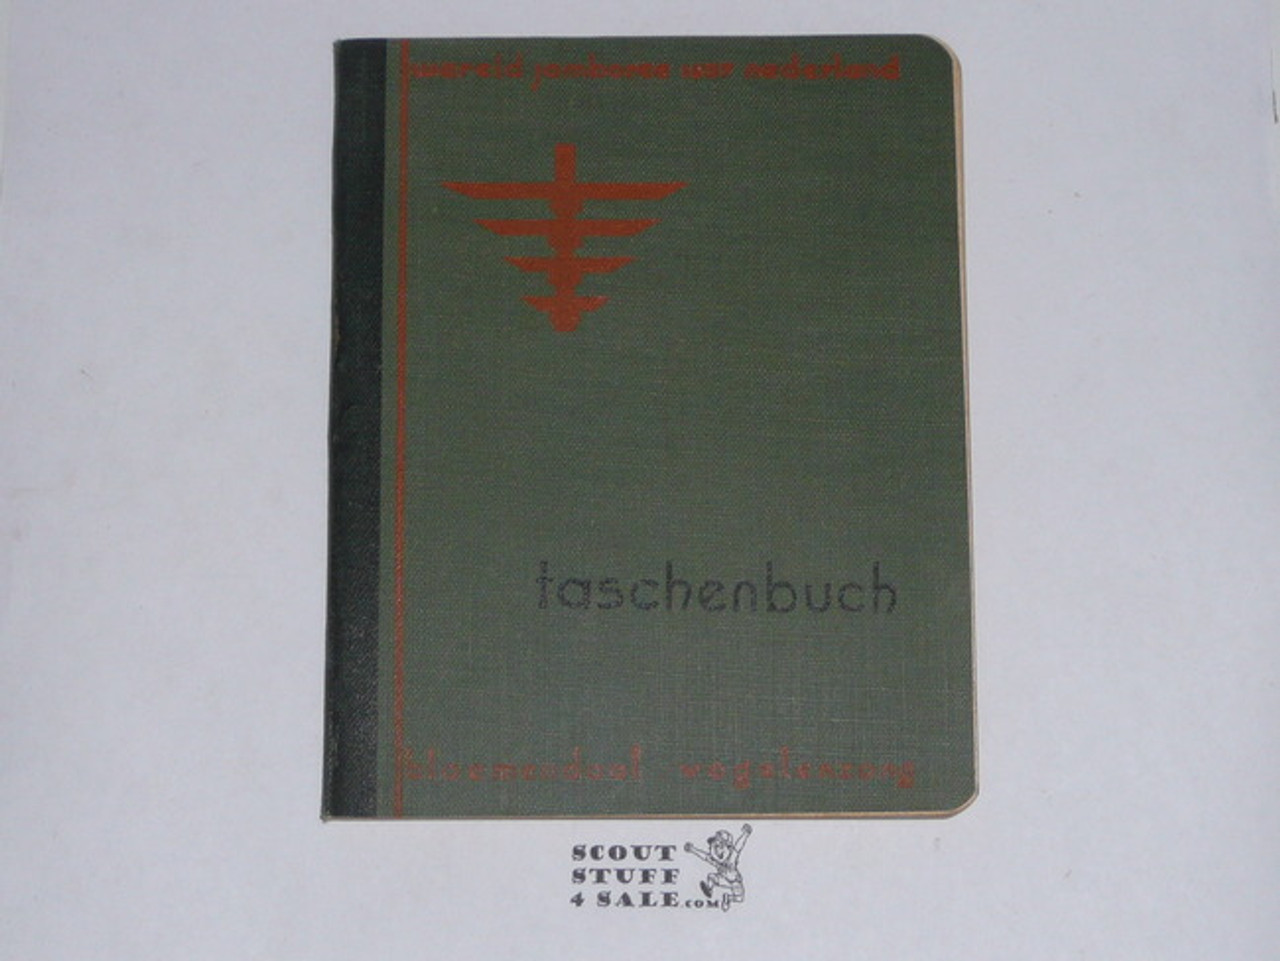 wereld jamboree 1937 nederland
taschenbuch
bloemendaal vogelenzang
SCOUT
STUFF
4 SALE.COM